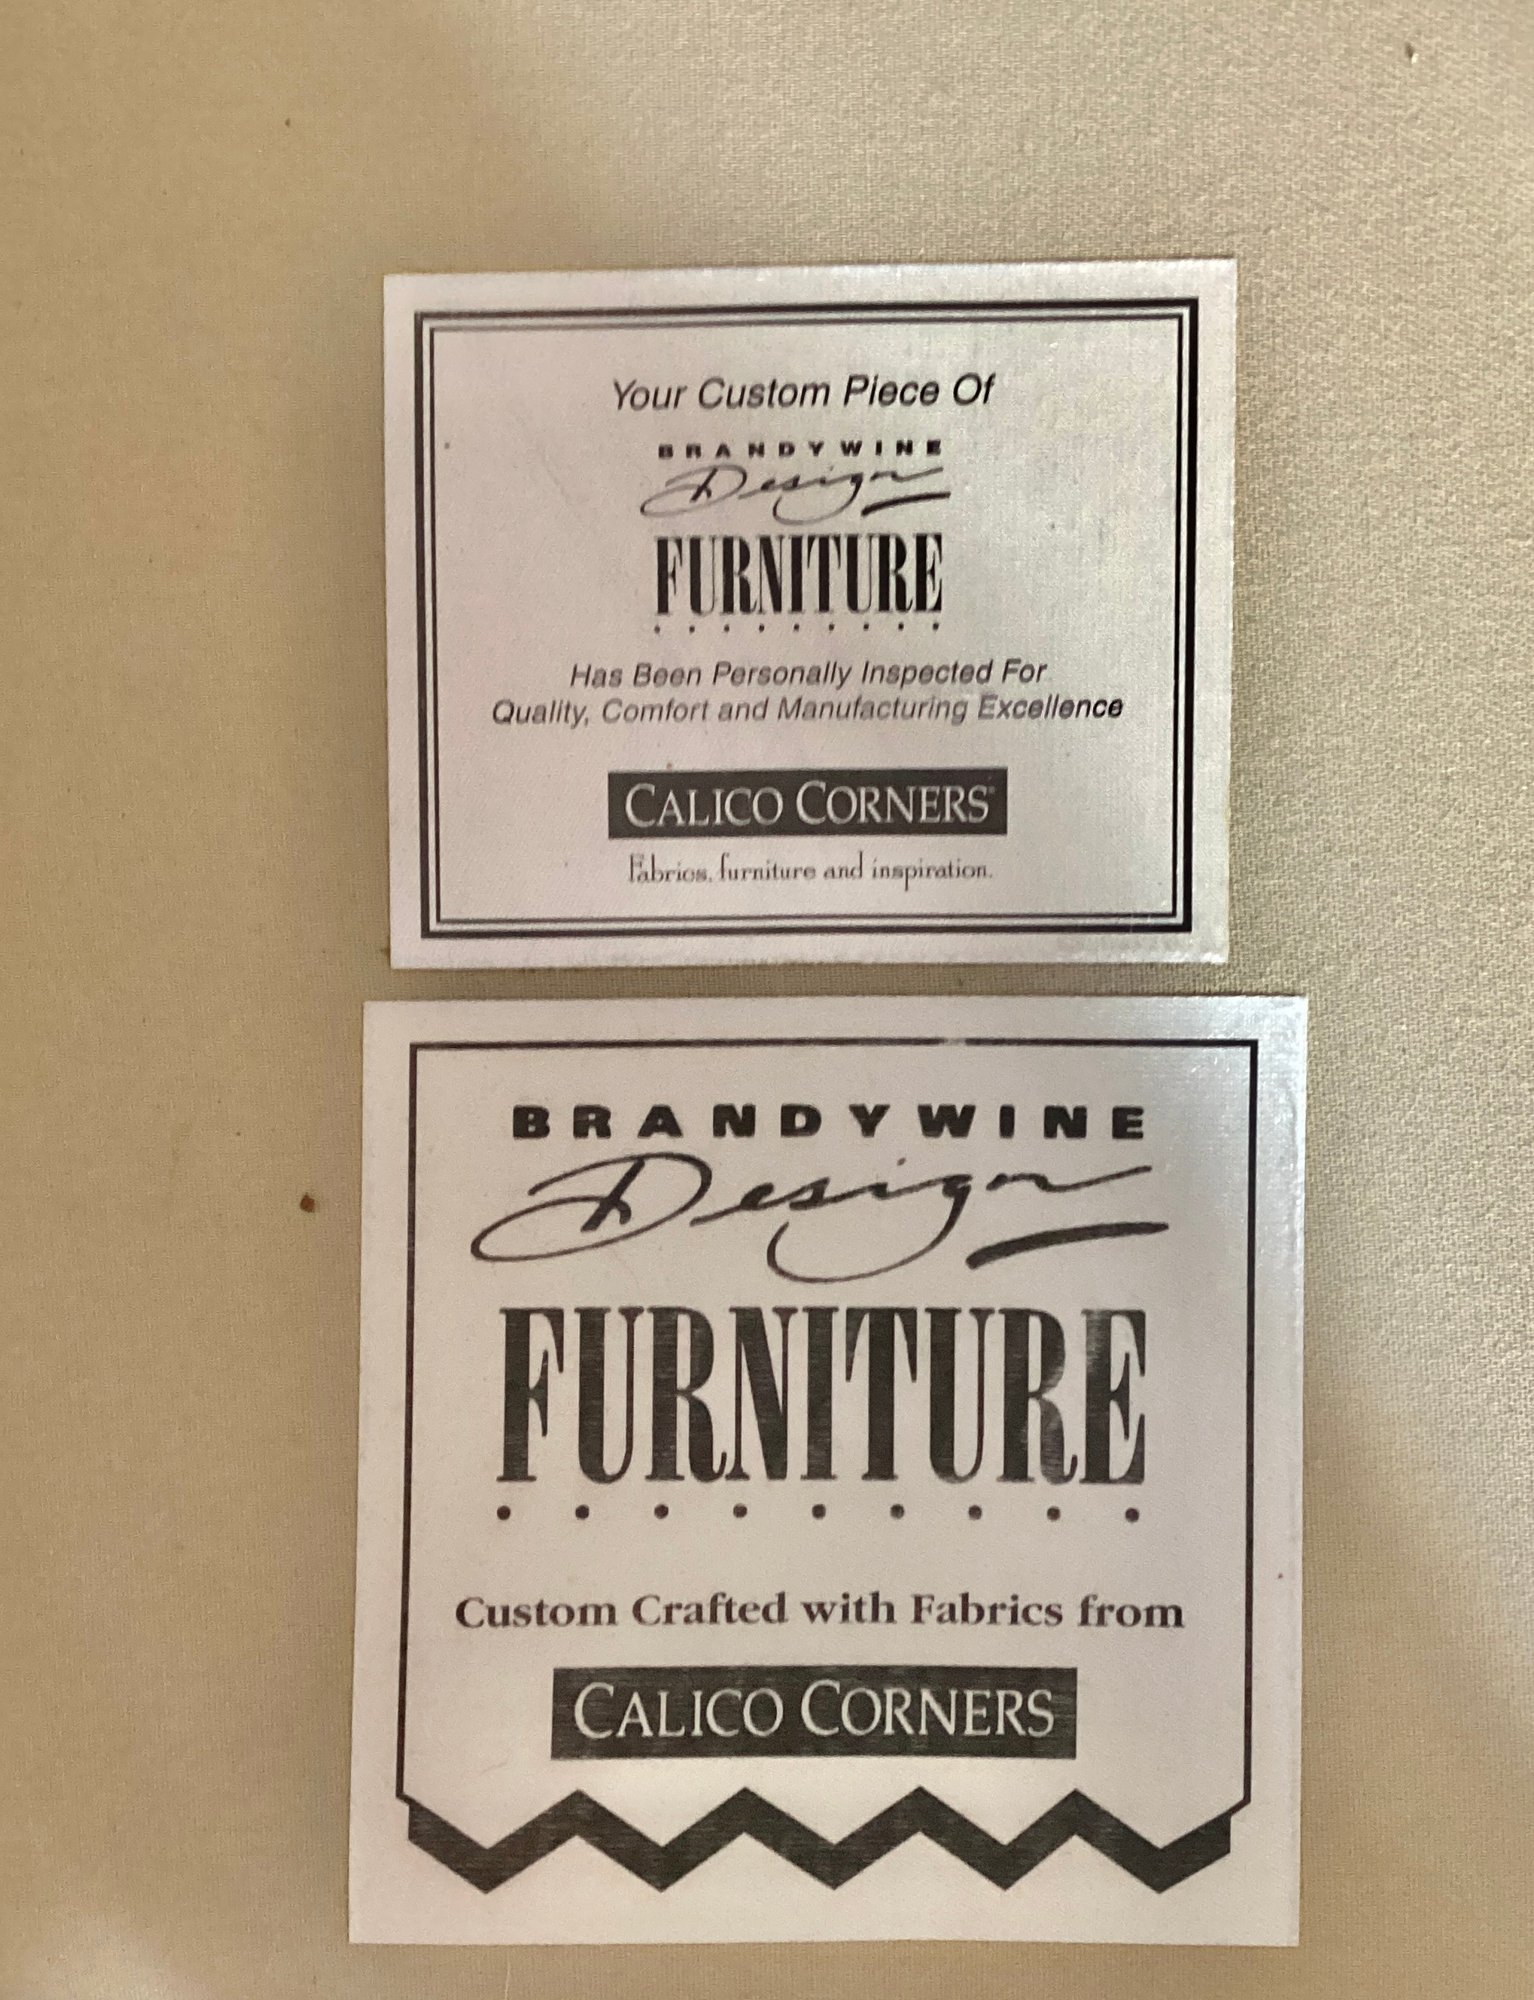 Your Custom Piece Of
BRANDYWINE
Design
FURNITURE
Has Been Personally Inspected For
Quality, Comfort and Manufacturing Excellence
CALICO CORNERS®
Fabrics, furniture and inspiration.
BRANDYWINE
Design
FURNITURE
Custom Crafted with Fabrics from
CALICO CORNERS